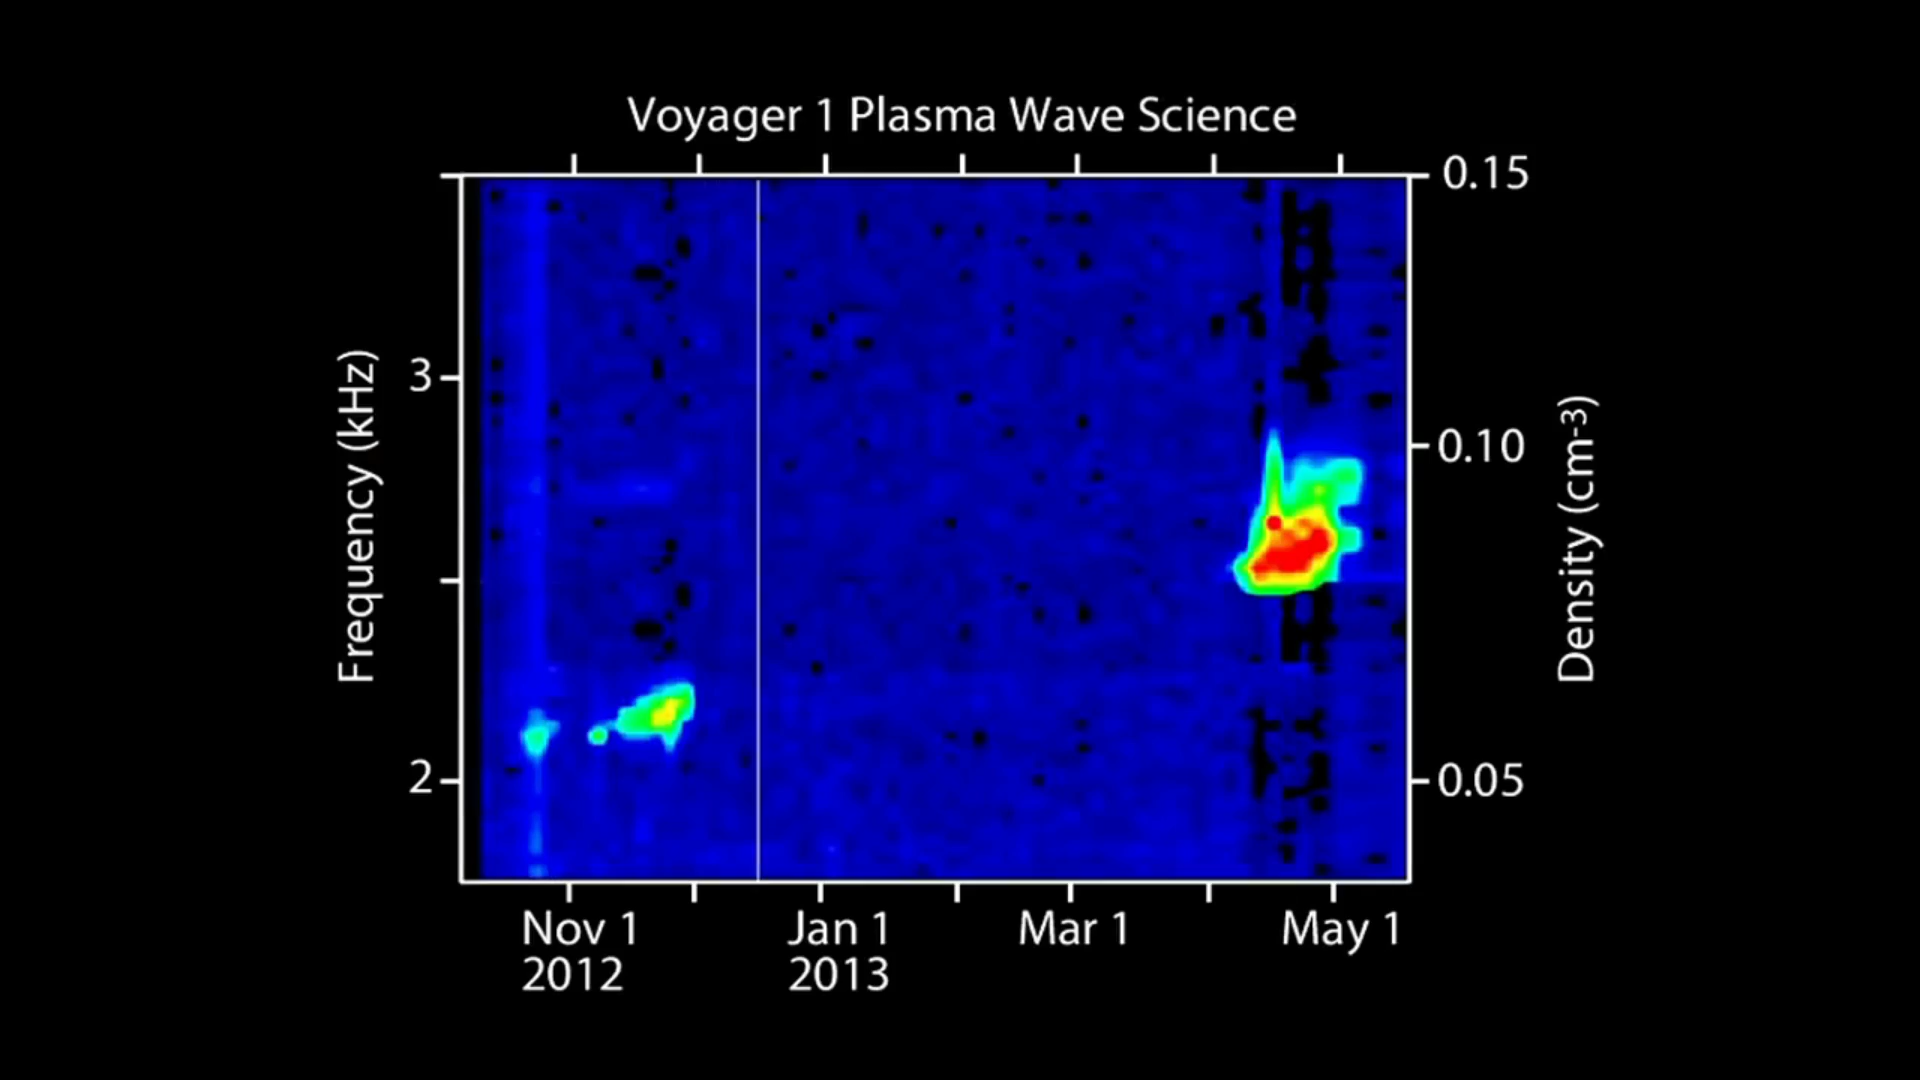 Voyager 1 Plasma Wave Science
0.15
3
0.10
Frequency (kHz)
Density (cm-3)
2
0.05
Nov 1
2012
Jan 1
2013
Mar 1
May 1